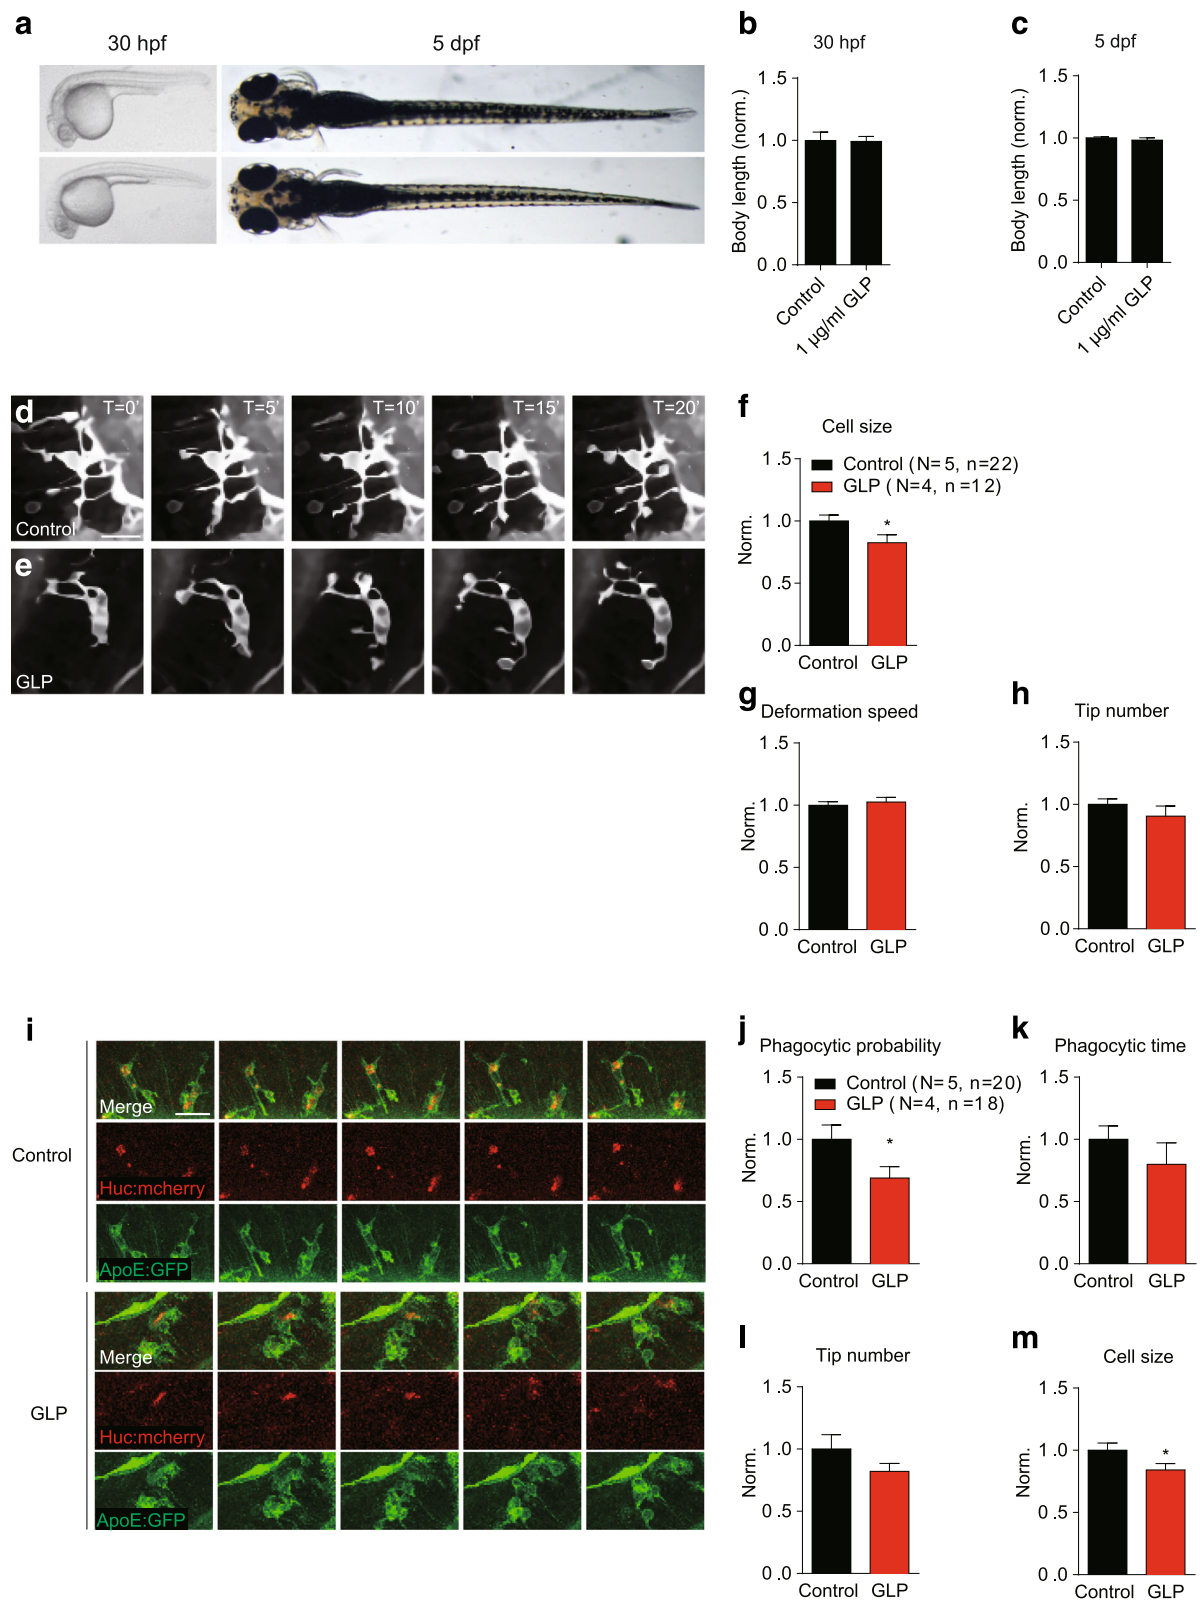 a
30 hpf
5 dpf
b
30 hpf
Body length (norm.)
1.5
1.0
0.5
0.0
Control
1 µg/ml GLP
c
5 dpf
Body length (norm.)
1.5
1.0
0.5
0.0
Control
1 µg/ml GLP
d
T=0'
T=5'
T=10'
T=15'
T=20'
Control
e
GLP
f
Cell size
Norm.
1.5
1.0
0.5
0.0
Control (N=5, n=22)
GLP (N=4, n=12)
*
Control
GLP
g
Deformation speed
Norm.
1.5
1.0
0.5
0.0
Control
GLP
h
Tip number
Norm.
1.5
1.0
0.5
0.0
Control
GLP
i
Control
Merge
Huc:mcherry
ApoE:GFP
GLP
Merge
Huc:mcherry
ApoE:GFP
j
Phagocytic probability
Norm.
1.5
1.0
0.5
0.0
Control (N=5, n=20)
GLP (N=4, n=18)
*
Control
GLP
k
Phagocytic time
Norm.
1.5
1.0
0.5
0.0
Control
GLP
l
Tip number
Norm.
1.5
1.0
0.5
0.0
Control
GLP
m
Cell size
Norm.
1.5
1.0
0.5
0.0
*
Control
GLP